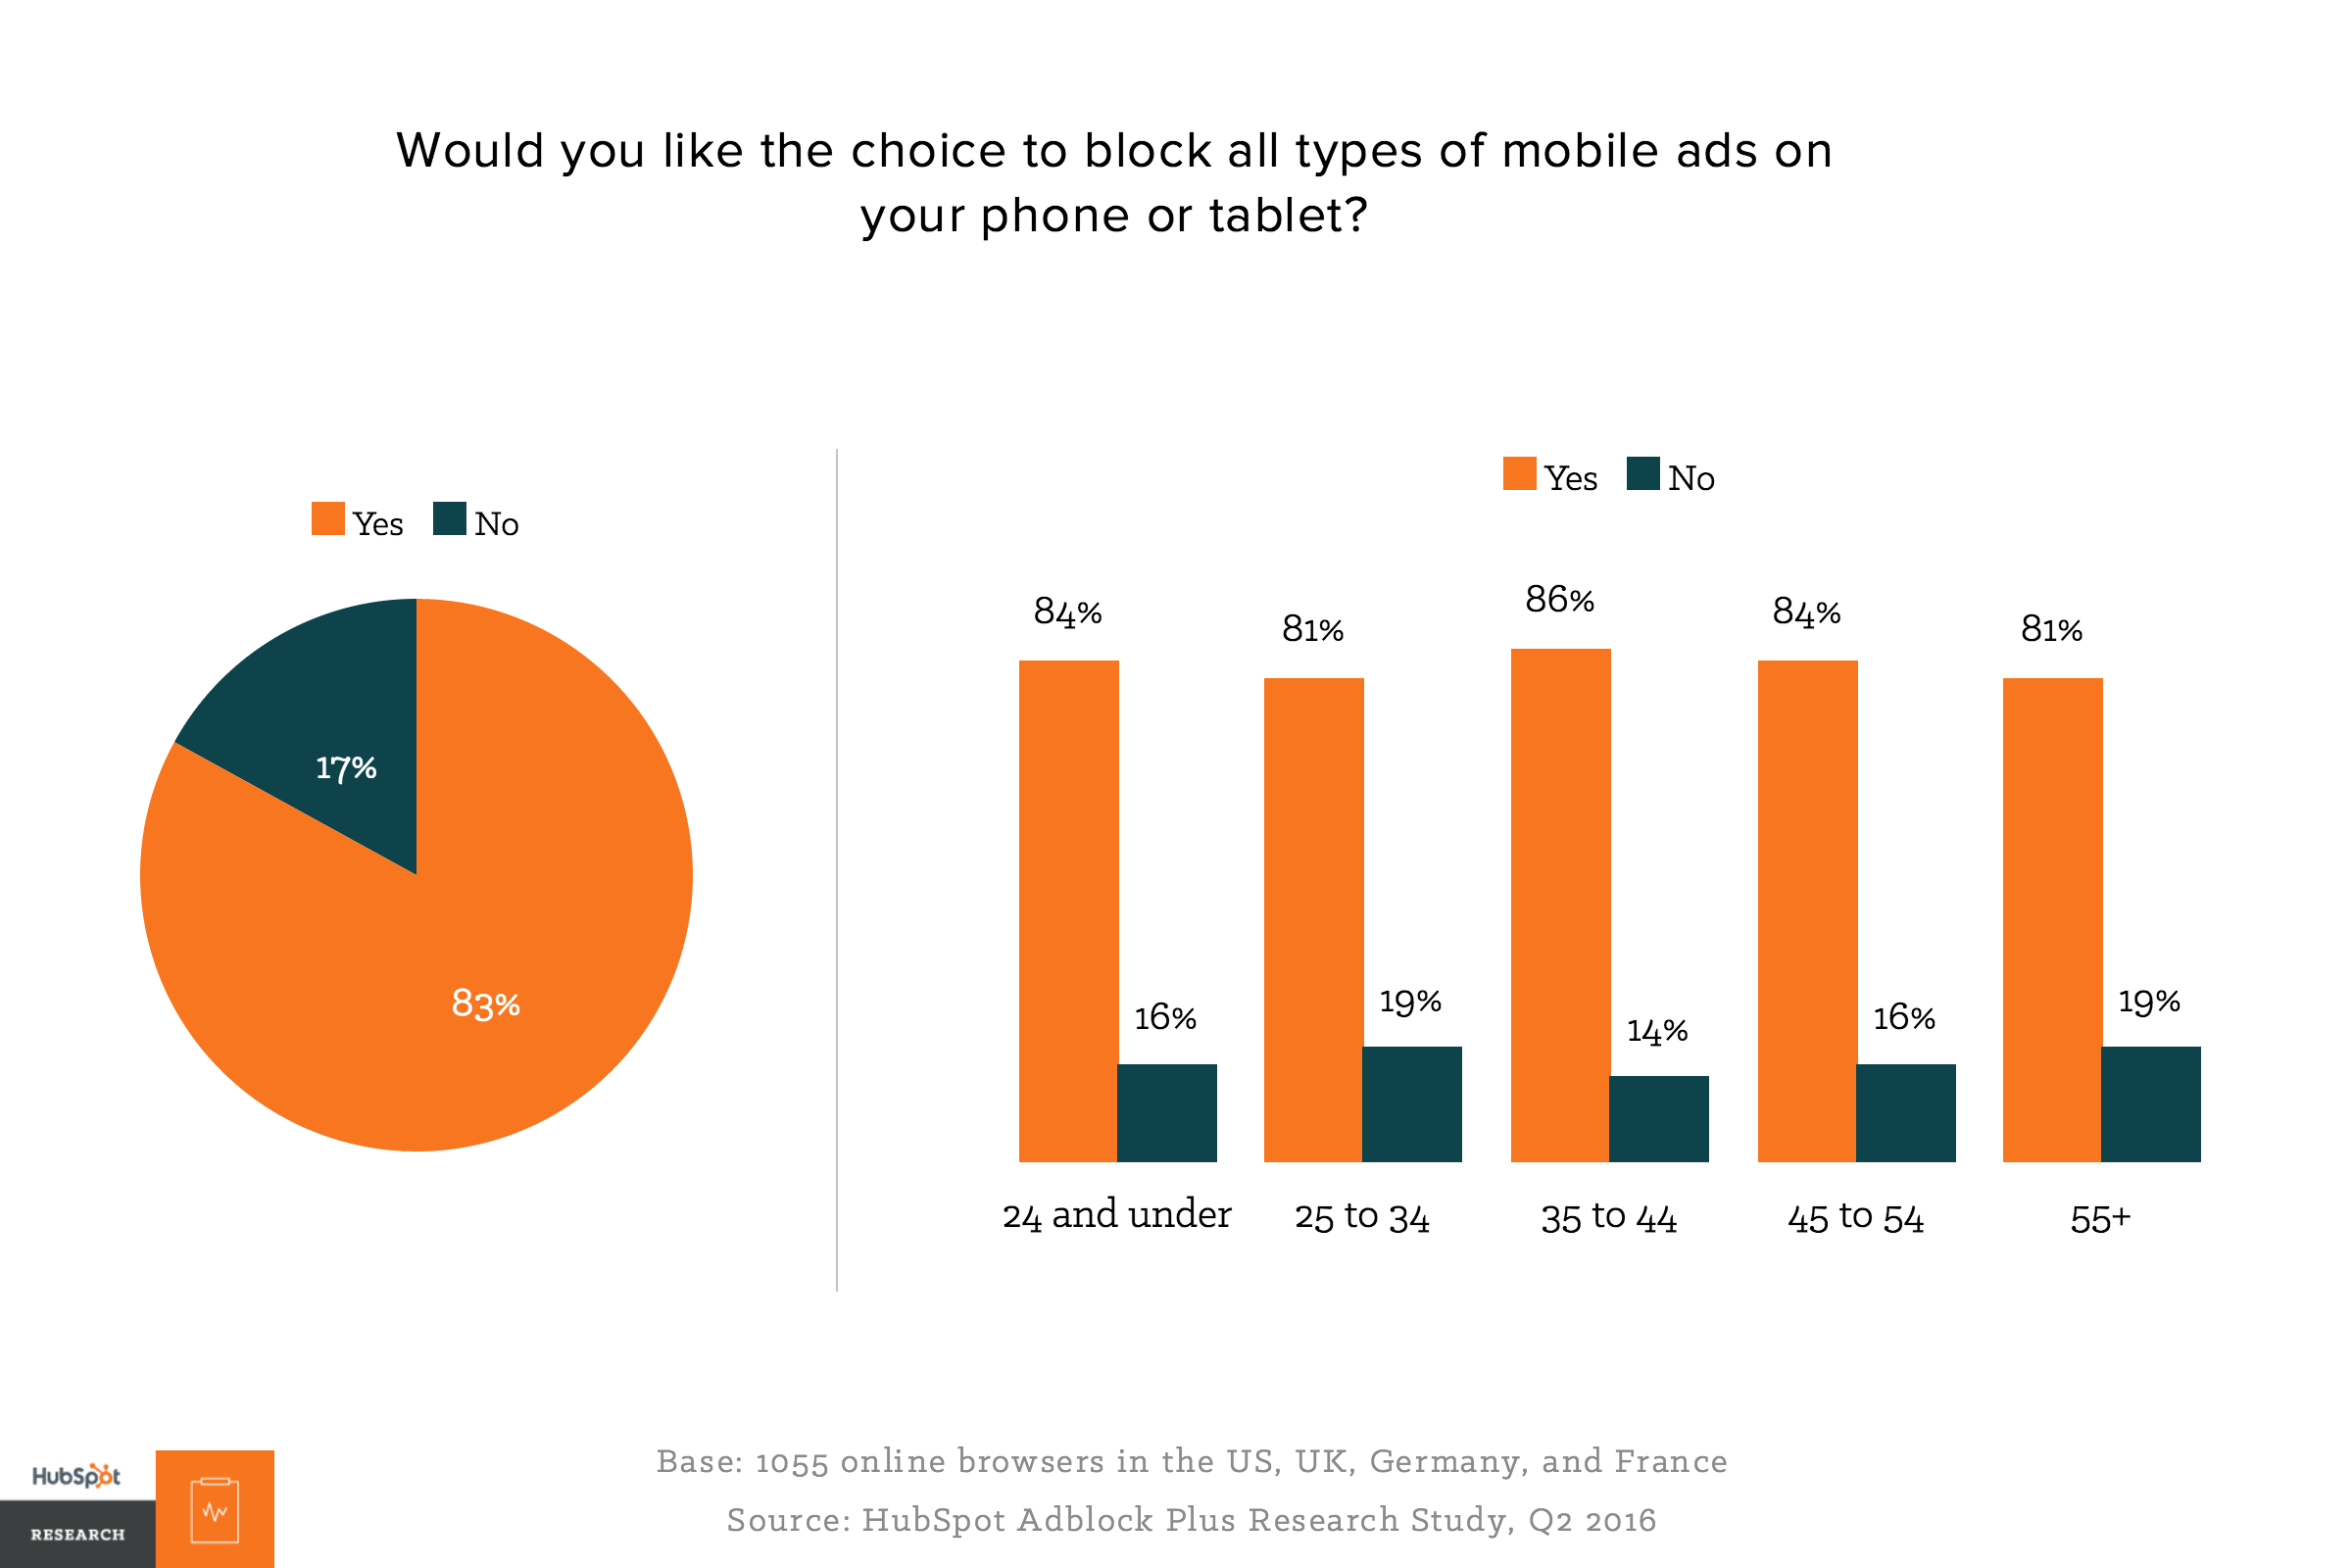 Would you like the choice to block all types of mobile ads on
your phone or tablet?
Yes No
17%
83%
Yes No
84% 81% 86% 84% 81%
16% 19% 14% 16% 19%
24 and under 25 to 34 35 to 44 45 to 54 55+
Base: 1055 online browsers in the US, UK, Germany, and France
Source: HubSpot Adblock Plus Research Study, Q2 2016
HubSpot
RESEARCH